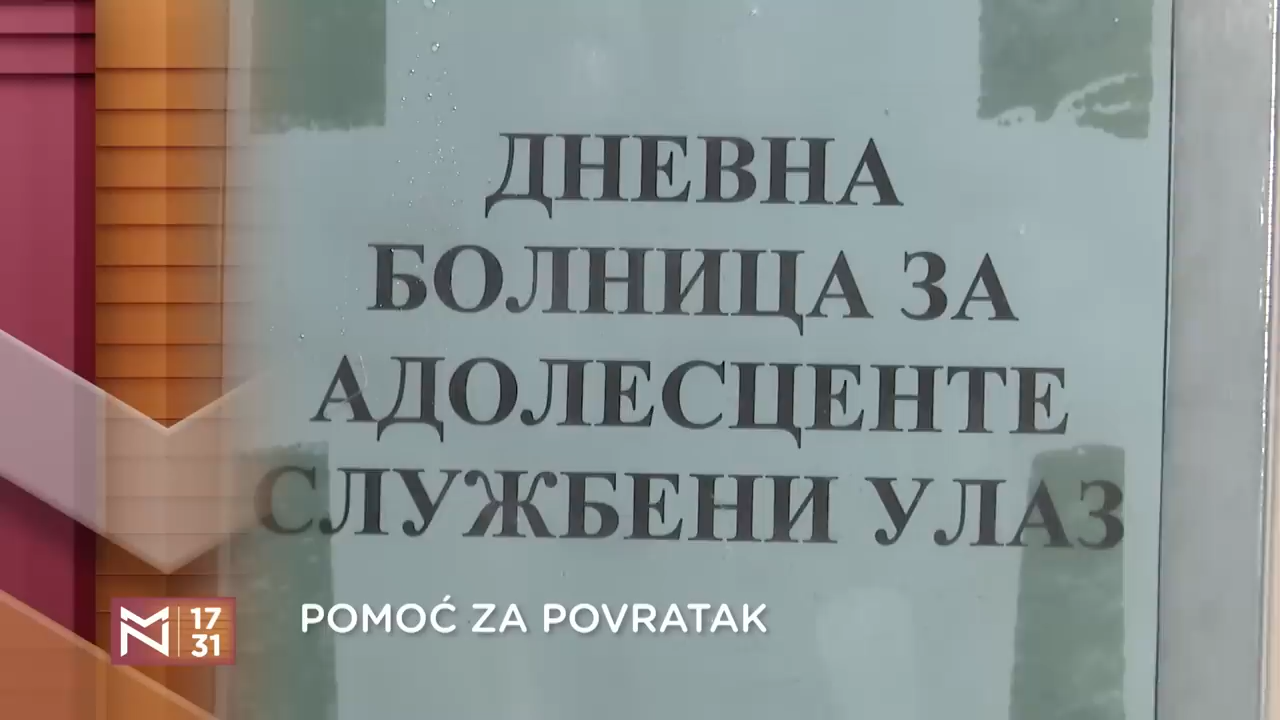 ДНЕВНА
БОЛНИЦА ЗА
АДОЛЕСЦЕНТЕ
СЛУЖБЕНИ УЛАЗ
POMOĆ ZA POVRATAK
17
31